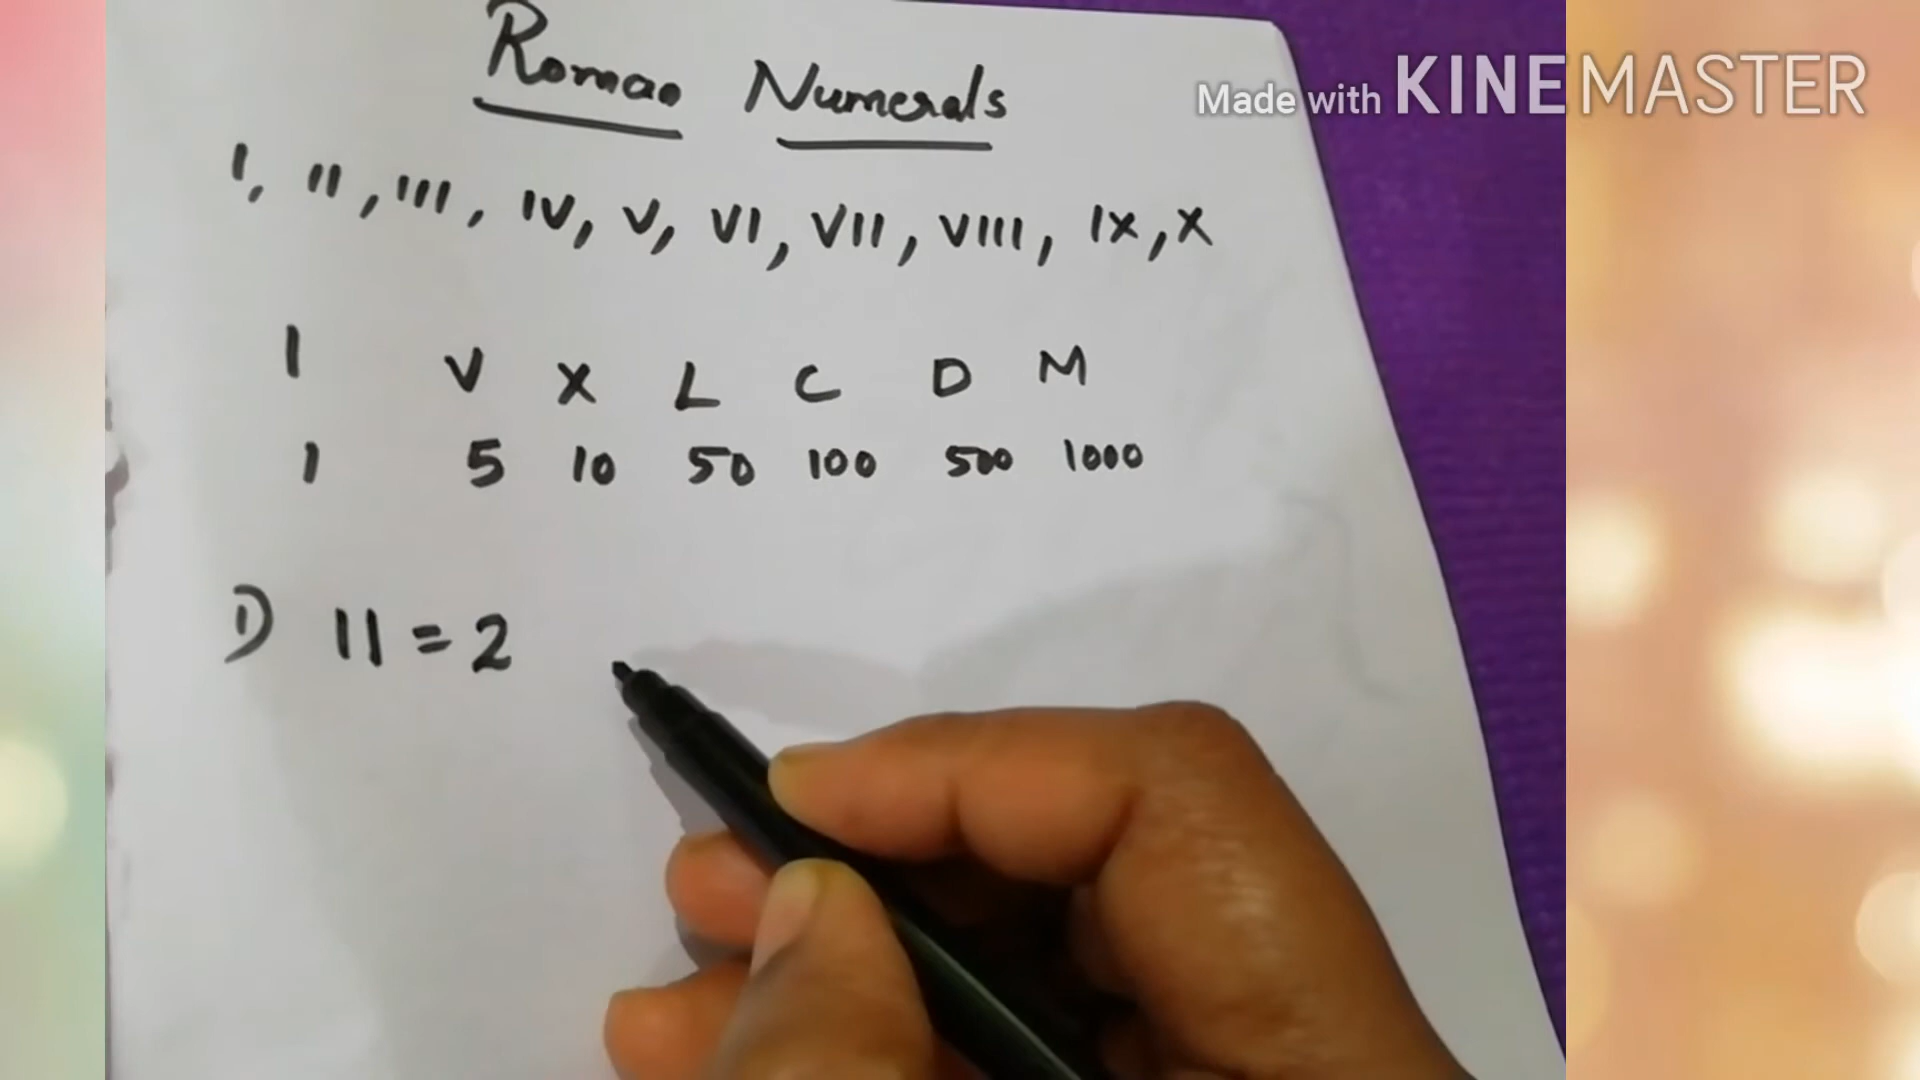 Roman Numerals
Made with KINEMASTER
I, II, III, IV, V, VI, VII, VIII, IX, X
I V X L C D M
1 5 10 50 100 500 1000
1) II = 2